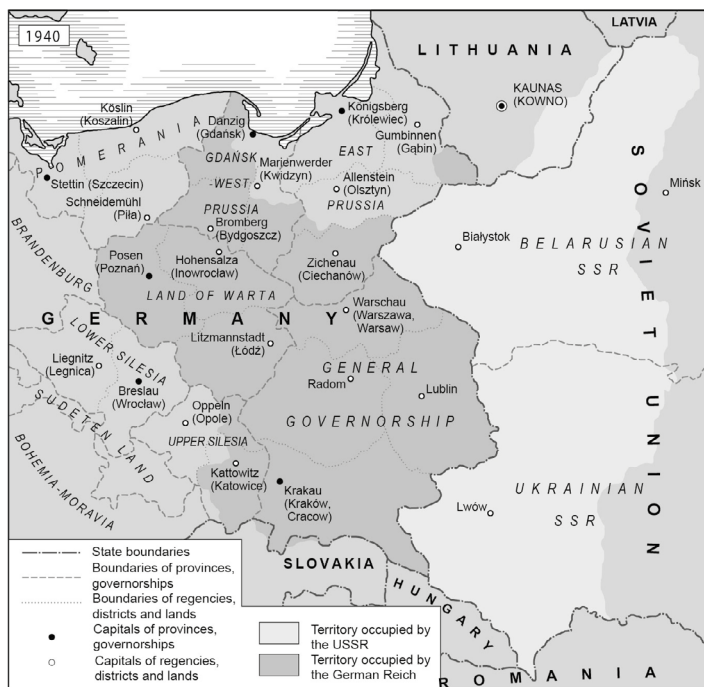 1940
LATVIA
LITHUANIA
KAUNAS
(KOWNO)
Köslin
(Koszalin)
Danzig
(Gdańsk)
Königsberg
(Królewiec)
Gumbinnen
(Gąbin)
POMERANIA
GDAŃSK
-WEST
PRUSSIA
Marienwerder
(Kwidzyn)
EAST
PRUSSIA
Allenstein
(Olsztyn)
Stettin (Szczecin)
Schneidemühl
(Piła)
Bromberg
(Bydgoszcz)
SOVIET UNION
Mińsk
Białystok
BELARUSIAN
SSR
BRANDENBURG
Posen
(Poznań)
Hohensalza
(Inowrocław)
Zichenau
(Ciechanów)
LAND OF WARTA
GERMANY
Warschau
(Warszawa,
Warsaw)
LOWER SILESIA
Litzmannstadt
(Łódź)
Liegnitz
(Legnica)
Breslau
(Wrocław)
GENERAL
GOVERNORSHIP
Radom
Lublin
SUDETEN LAND
Oppeln
(Opole)
UPPER SILESIA
BOHEMIA-MORAVIA
Kattowitz
(Katowice)
Krakau
(Kraków,
Cracow)
Lwów
UKRAINIAN
SSR
SLOVAKIA
HUNGARY
ROMANIA
State boundaries
Boundaries of provinces,
governorships
Boundaries of regencies,
districts and lands
Capitals of provinces,
governorships
Capitals of regencies,
districts and lands
Territory occupied by
the USSR
Territory occupied by
the German Reich